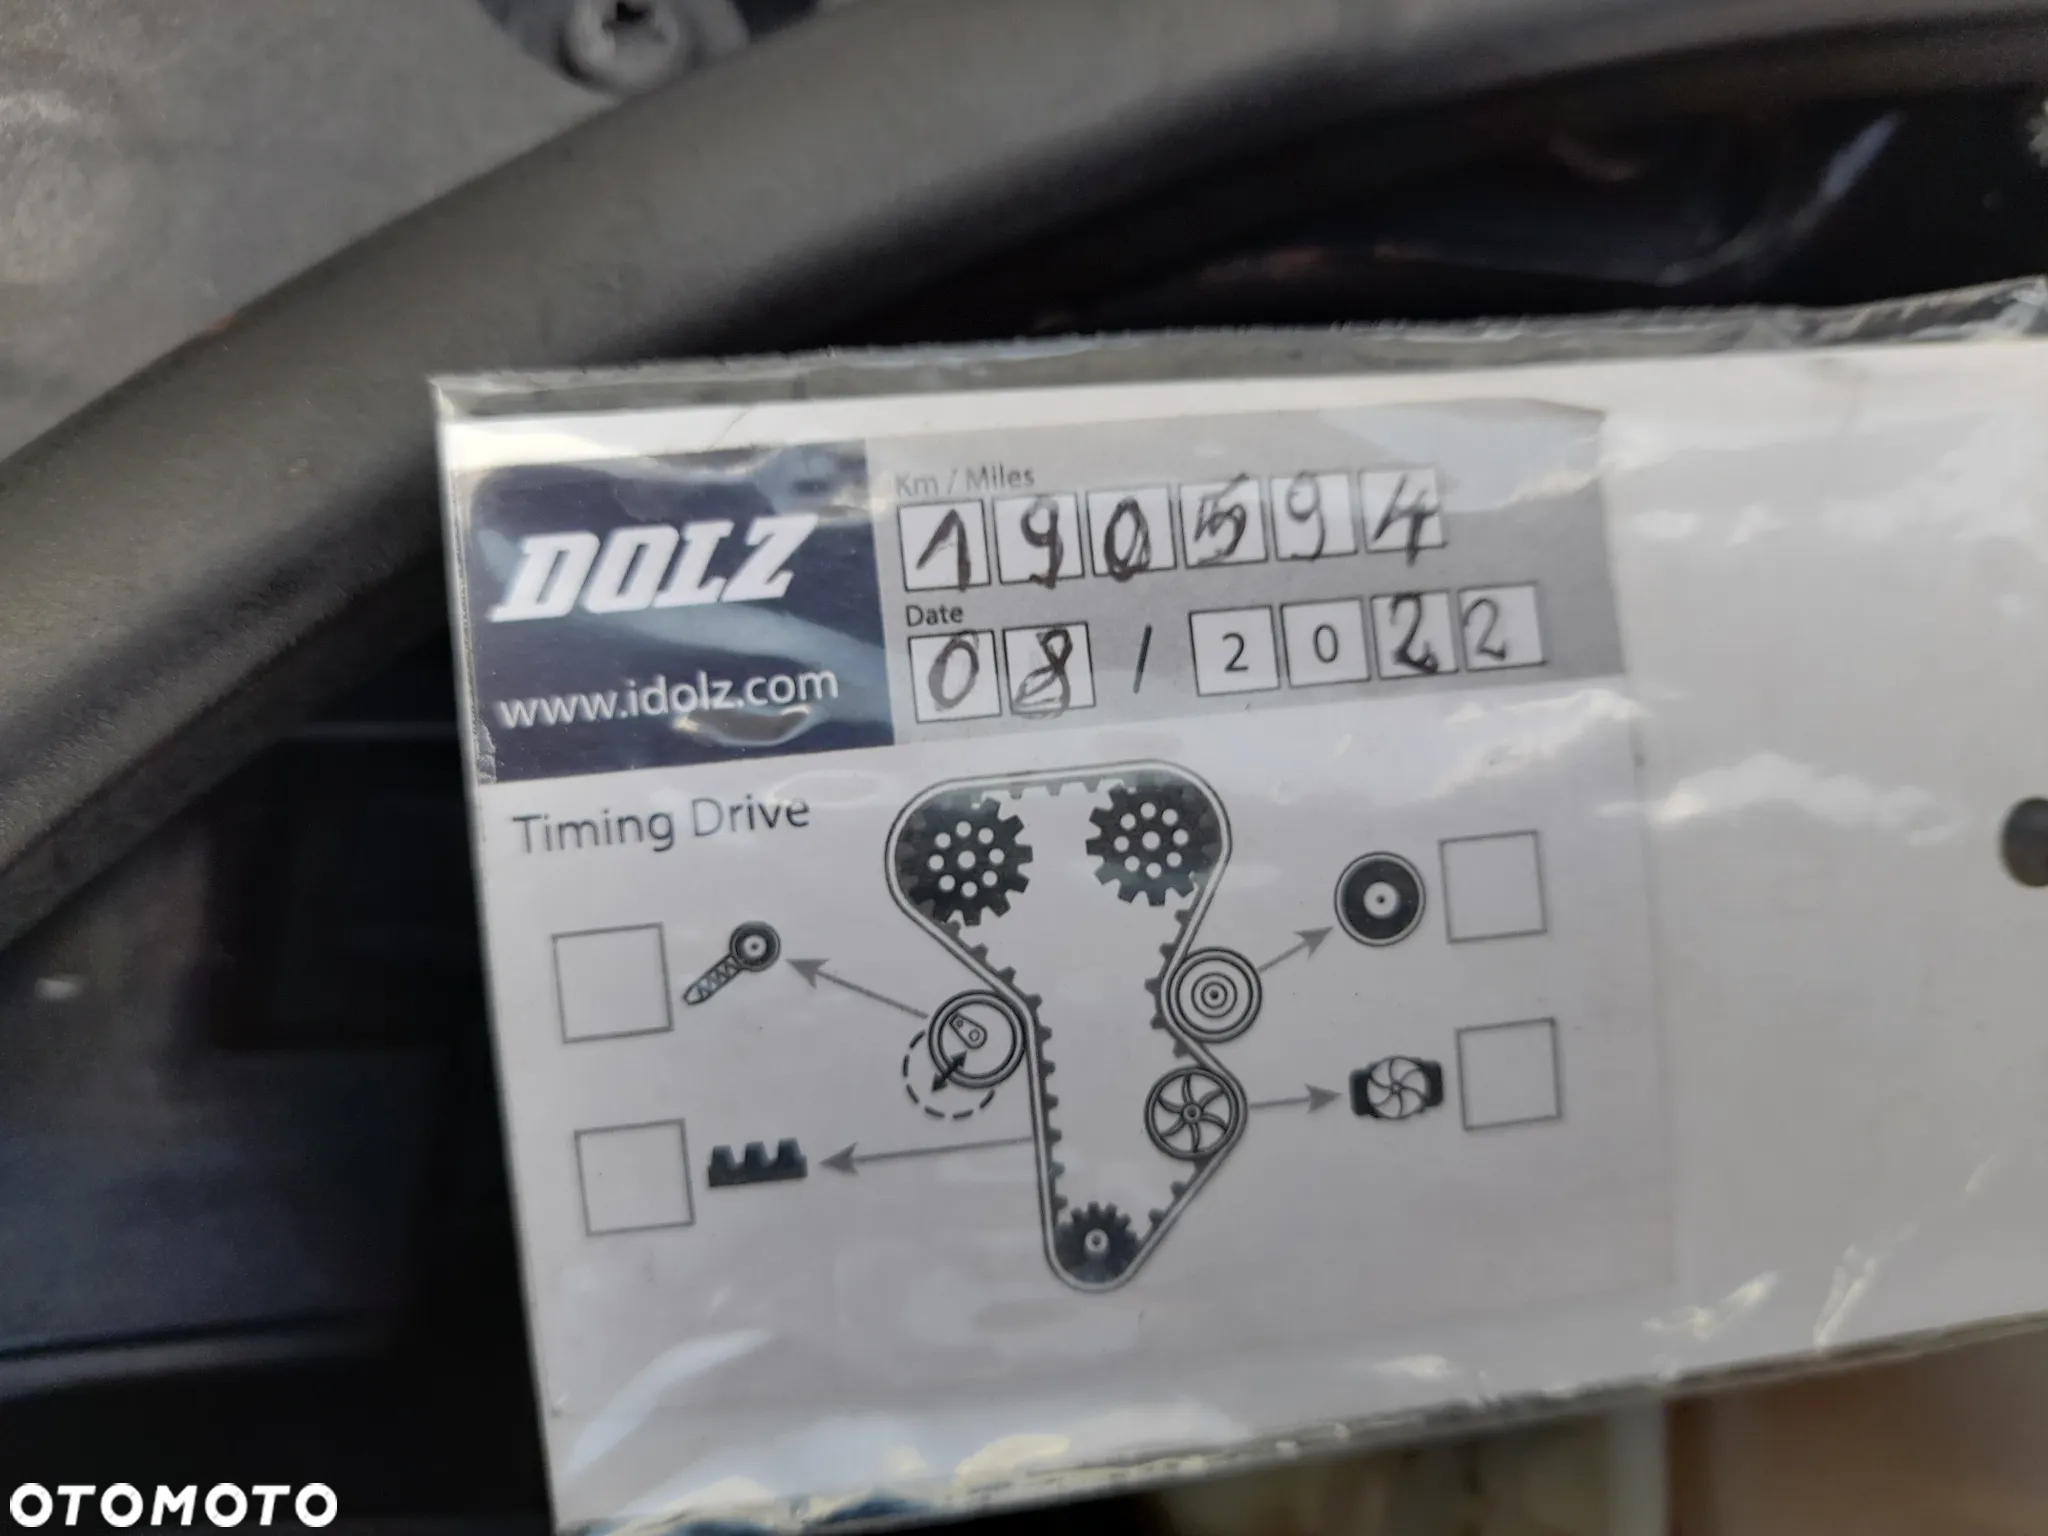 Km / Miles
190594
DOLZ
Date
08 / 2022
www.idolz.com
Timing Drive
OTOMOTO